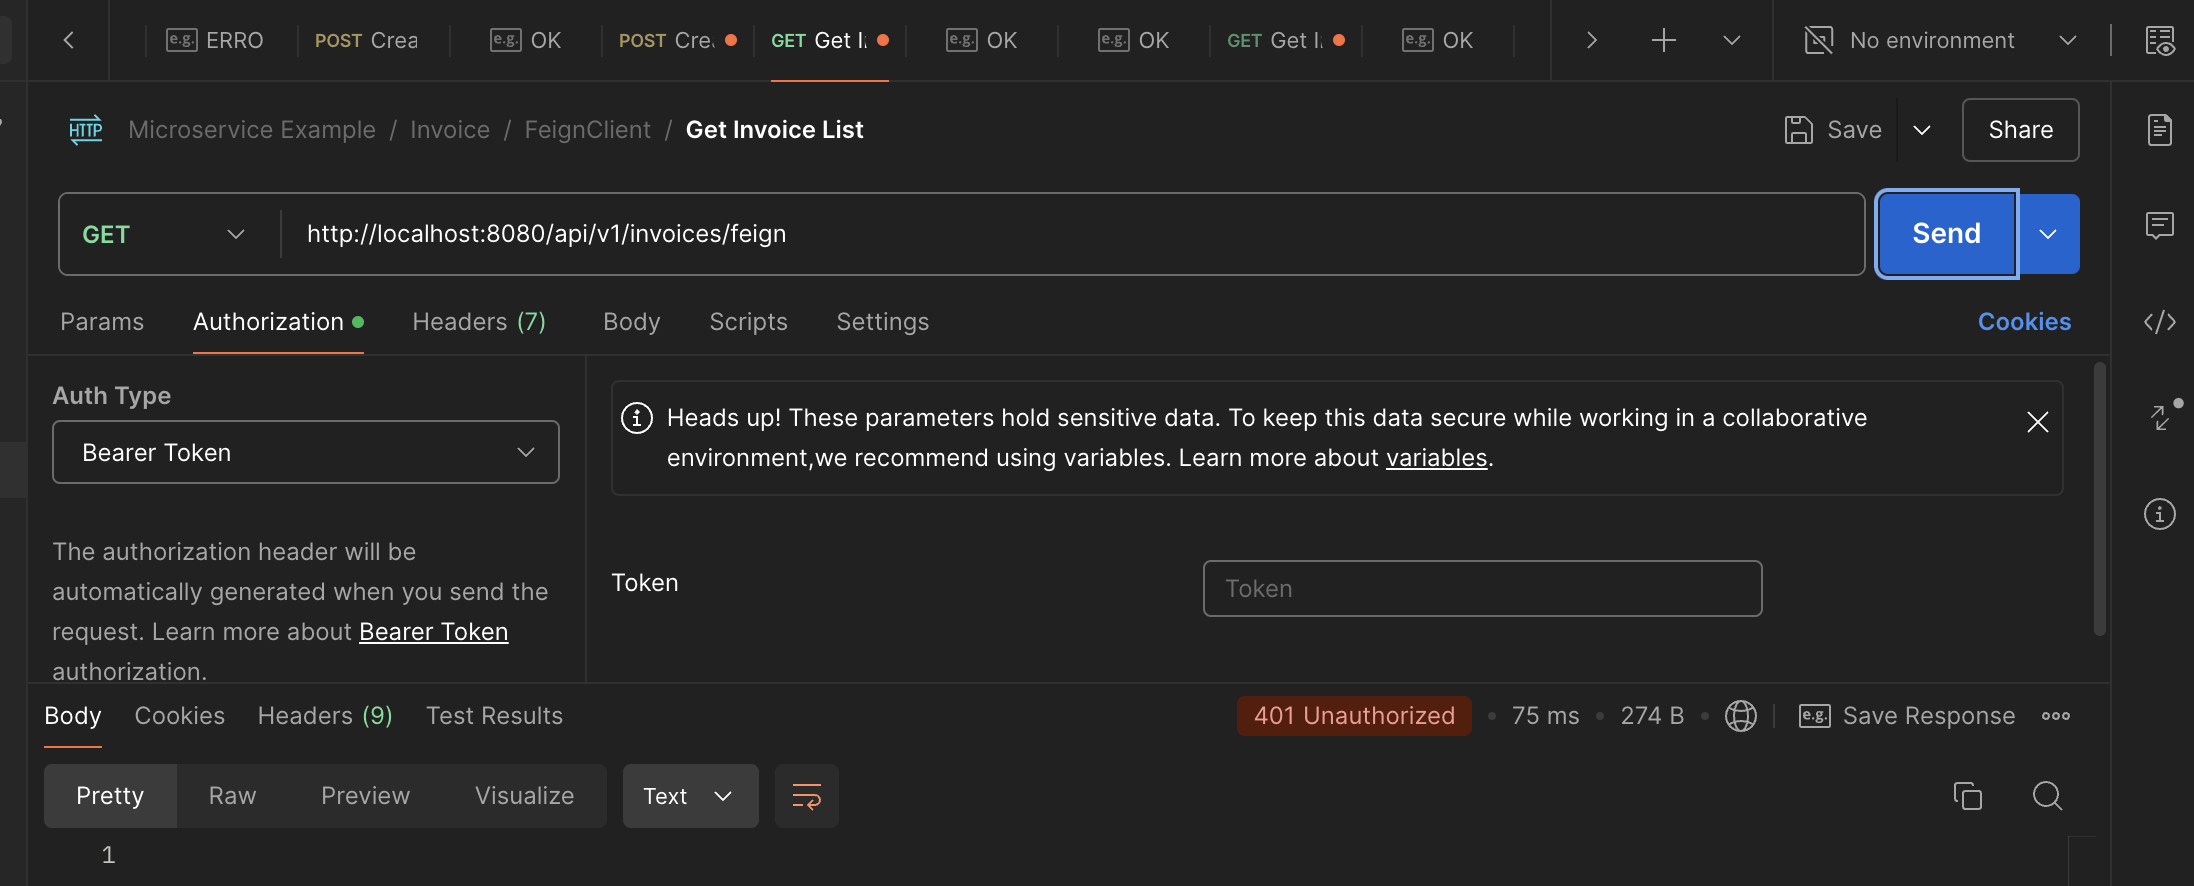 e.g. ERRO POST Crea e.g. OK POST Cre GET Get I e.g. OK e.g. OK GET Get I e.g. OK No environment
HTTP Microservice Example / Invoice / FeignClient / Get Invoice List Save Share
GET http://localhost:8080/api/v1/invoices/feign Send
Params Authorization Headers (7) Body Scripts Settings Cookies
Auth Type
Bearer Token
The authorization header will be
automatically generated when you send the
request. Learn more about Bearer Token
authorization.
Heads up! These parameters hold sensitive data. To keep this data secure while working in a collaborative
environment,we recommend using variables. Learn more about variables.
Token Token
Body Cookies Headers (9) Test Results 401 Unauthorized 75 ms 274 B e.g. Save Response
Pretty Raw Preview Visualize Text
1